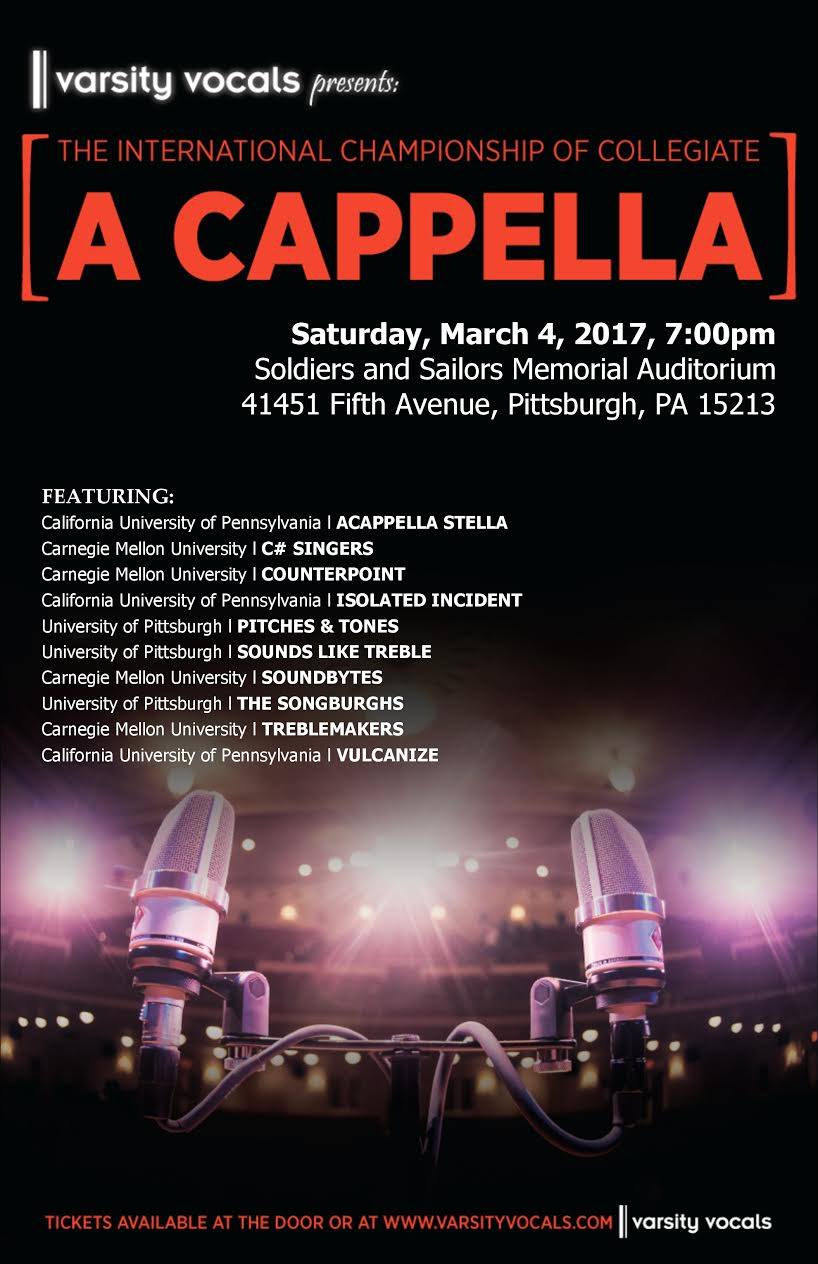 varsity vocals presents:
THE INTERNATIONAL CHAMPIONSHIP OF COLLEGIATE
A CAPPELLA
Saturday, March 4, 2017, 7:00pm
Soldiers and Sailors Memorial Auditorium
41451 Fifth Avenue, Pittsburgh, PA 15213
FEATURING:
California University of Pennsylvania | ACAPPELLA STELLA
Carnegie Mellon University | C# SINGERS
Carnegie Mellon University | COUNTERPOINT
California University of Pennsylvania | ISOLATED INCIDENT
University of Pittsburgh | PITCHES & TONES
University of Pittsburgh | SOUNDS LIKE TREBLE
Carnegie Mellon University | SOUNDBYTES
University of Pittsburgh | THE SONGBURGHS
Carnegie Mellon University | TREBLEMAKERS
California University of Pennsylvania | VULCANIZE
TICKETS AVAILABLE AT THE DOOR OR AT WWW.VARSITYVOCALS.COM varsity vocals